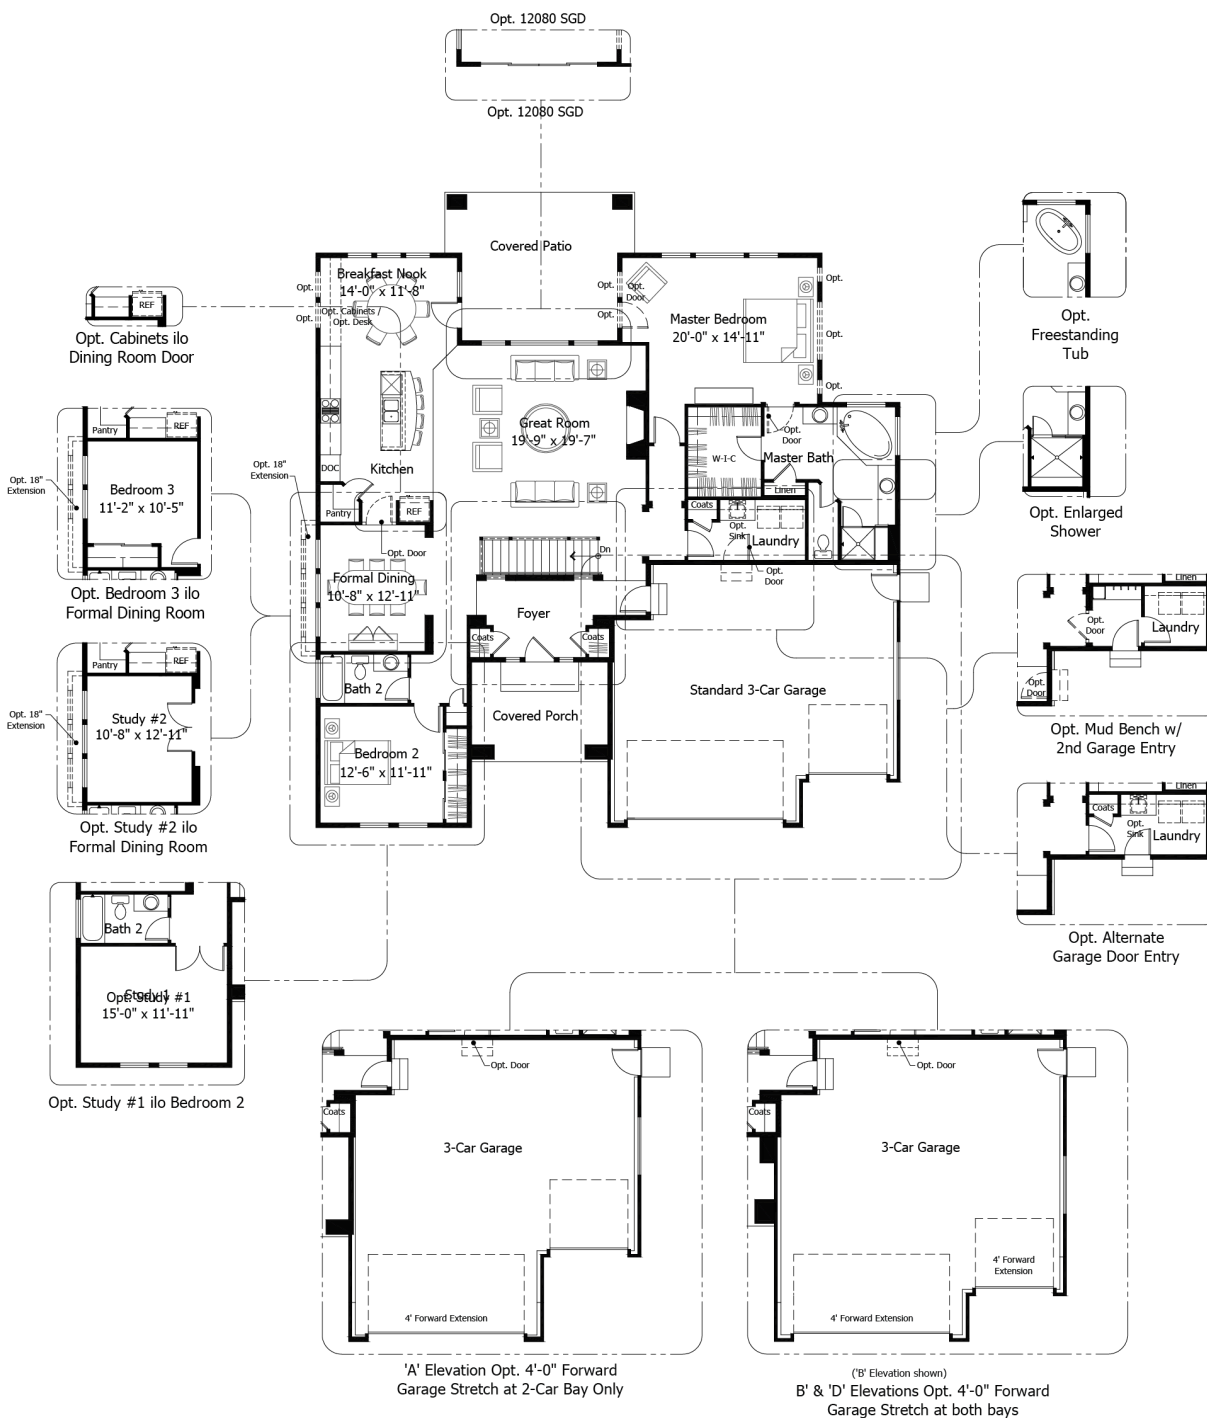 Opt. 12080 SGD
Opt. 12080 SGD
Covered Patio
Breakfast Nook
14'-0" x 11'-8"
Opt.
Opt.
Opt. Cabinets
Opt. Desk
Opt.
Opt.
Opt.
Door
Master Bedroom
20'-0" x 14'-11"
Opt.
Opt.
Opt.
REF
Opt. Cabinets ilo
Dining Room Door
Opt.
Freestanding
Tub
Great Room
19'-9" x 19'-7"
Opt.
Door
Master Bath
W-I-C
Linen
DOC
Kitchen
Pantry
REF
Opt. Door
Opt. 18"
Extension
Coats
Opt.
Sink
Laundry
Opt.
Door
Dn
Formal Dining
10'-8" x 12'-11"
Foyer
Coats
Coats
Bath 2
Covered Porch
Bedroom 2
12'-6" x 11'-11"
Standard 3-Car Garage
Pantry
REF
Opt. 18"
Extension
Bedroom 3
11'-2" x 10'-5"
Opt. Bedroom 3 ilo
Formal Dining Room
Pantry
REF
Opt. 18"
Extension
Study #2
10'-8" x 12'-11"
Opt. Study #2 ilo
Formal Dining Room
Opt. Enlarged
Shower
Linen
Opt.
Door
Laundry
Opt.
Door
Opt. Mud Bench w/
2nd Garage Entry
Linen
Coats
Opt.
Sink
Laundry
Opt. Alternate
Garage Door Entry
Bath 2
Study 1
Opt. Study #1
15'-0" x 11'-11"
Opt. Study #1 ilo Bedroom 2
Opt. Door
Coats
3-Car Garage
4' Forward Extension
'A' Elevation Opt. 4'-0" Forward
Garage Stretch at 2-Car Bay Only
Opt. Door
Coats
3-Car Garage
4' Forward
Extension
4' Forward Extension
('B' Elevation shown)
B' & 'D' Elevations Opt. 4'-0" Forward
Garage Stretch at both bays